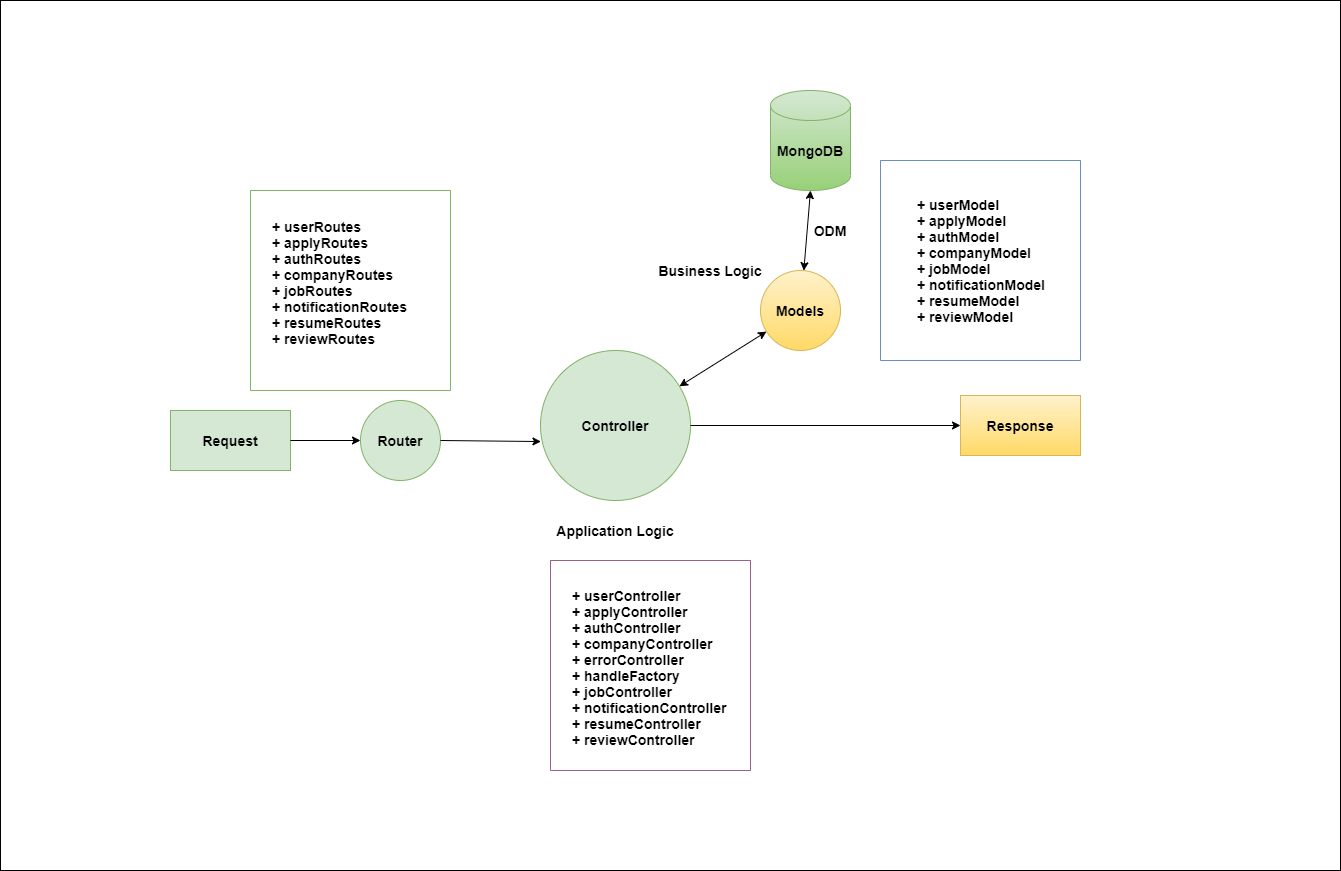 MongoDB
ODM
Business Logic
Models
+ userModel
+ applyModel
+ authModel
+ companyModel
+ jobModel
+ notificationModel
+ resumeModel
+ reviewModel
+ userRoutes
+ applyRoutes
+ authRoutes
+ companyRoutes
+ jobRoutes
+ notificationRoutes
+ resumeRoutes
+ reviewRoutes
Request
Router
Controller
Response
Application Logic
+ userController
+ applyController
+ authController
+ companyController
+ errorController
+ handleFactory
+ jobController
+ notificationController
+ resumeController
+ reviewController